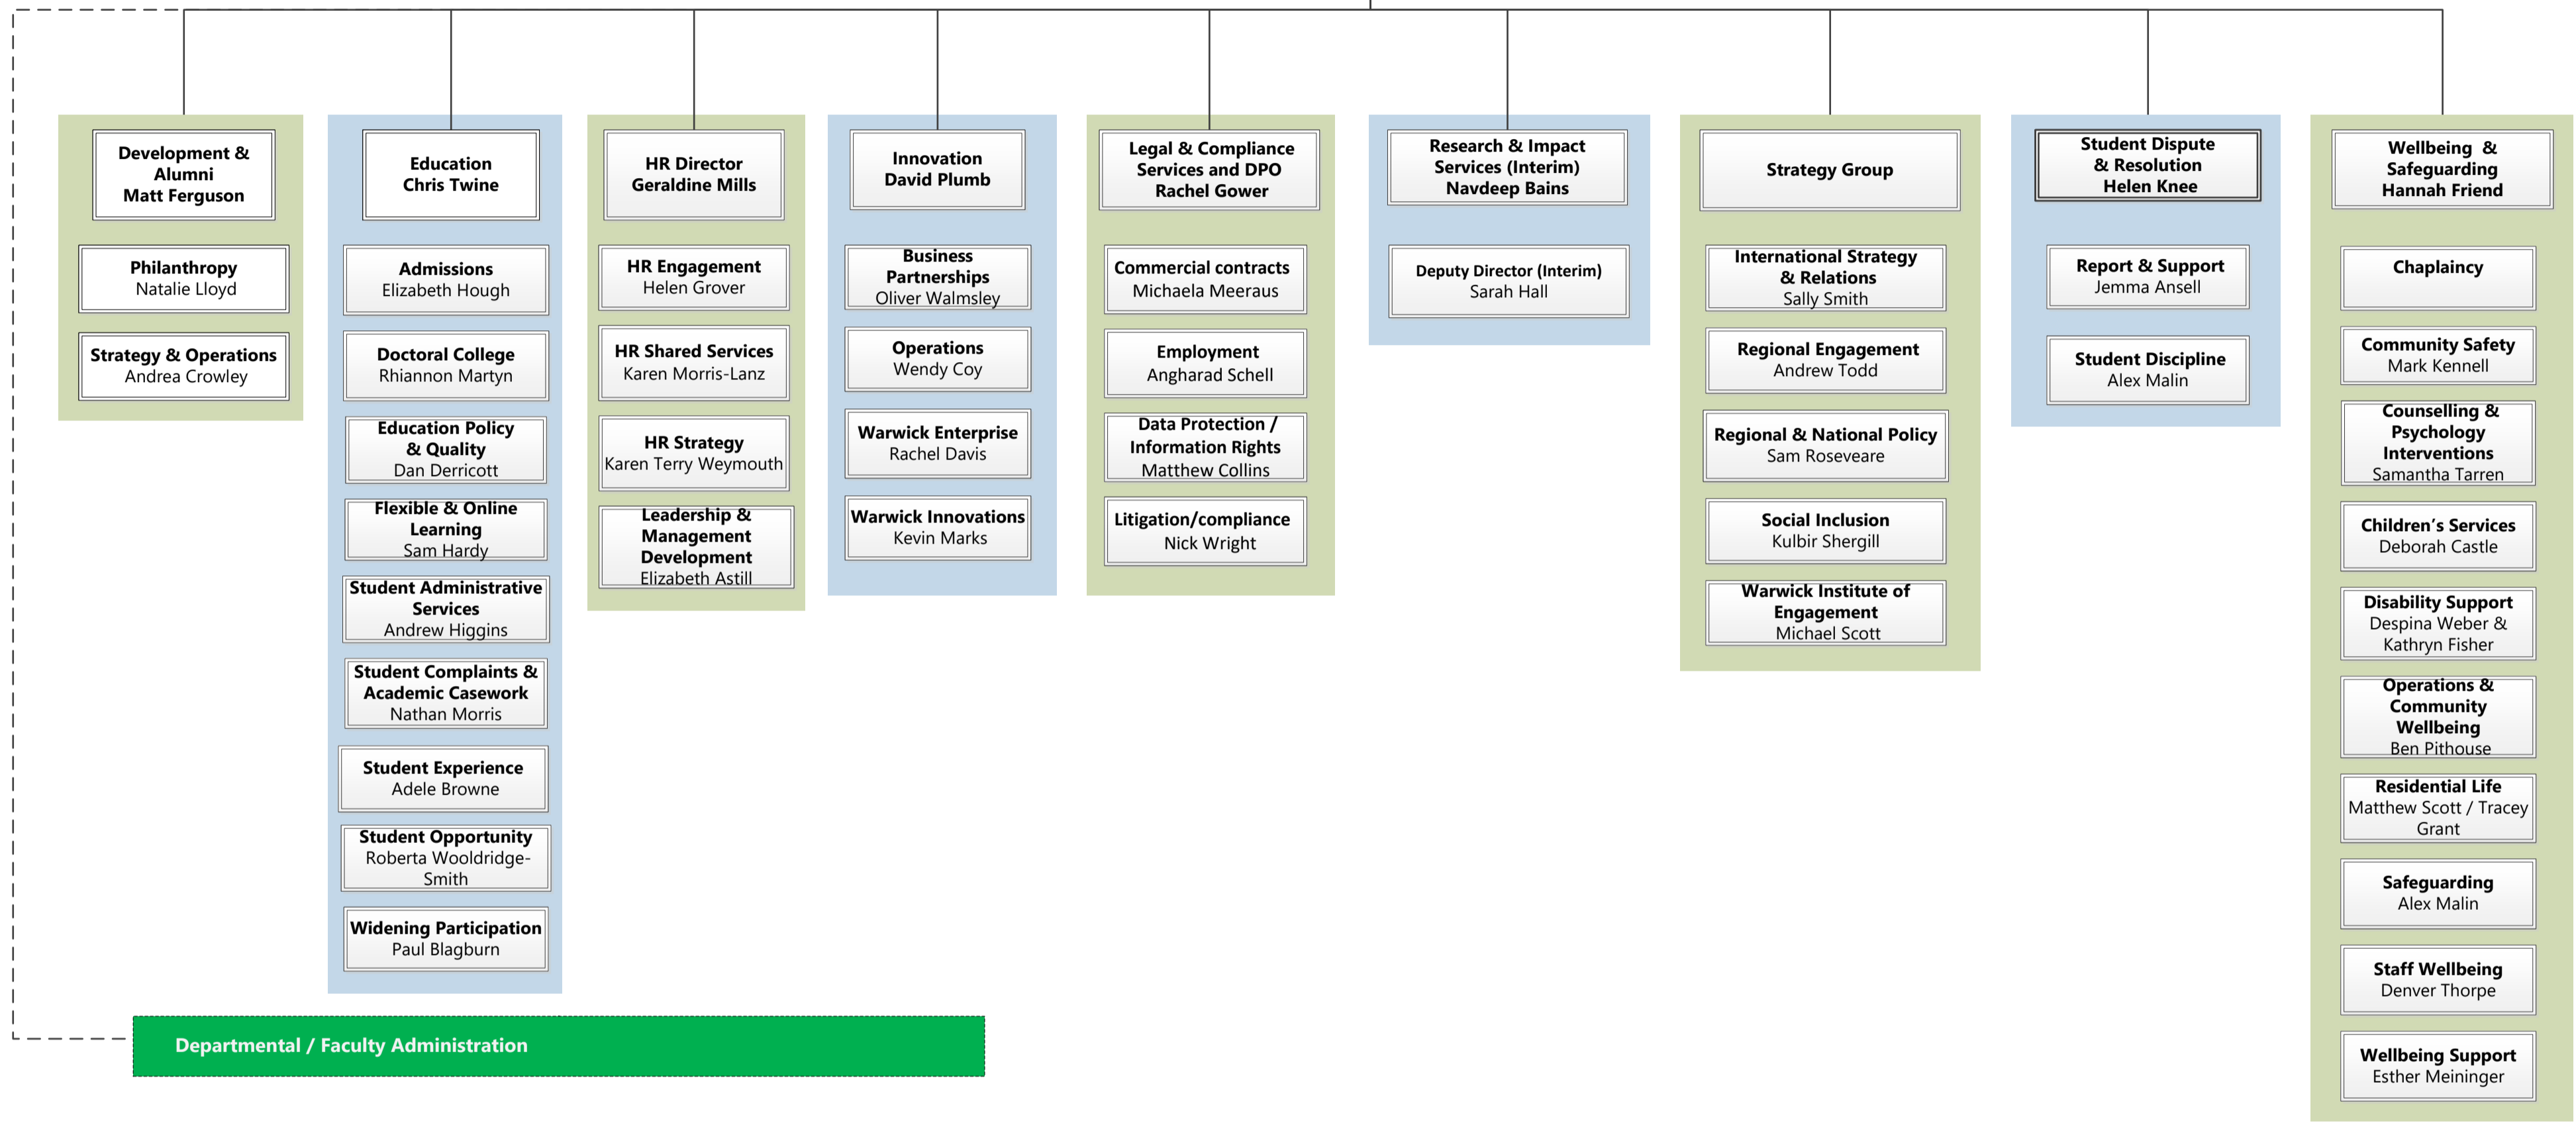 Development &
Alumni
Matt Ferguson
Philanthropy
Natalie Lloyd
Strategy & Operations
Andrea Crowley
Education
Chris Twine
Admissions
Elizabeth Hough
Doctoral College
Rhiannon Martyn
Education Policy
& Quality
Dan Derricott
Flexible & Online
Learning
Sam Hardy
Student Administrative
Services
Andrew Higgins
Student Complaints &
Academic Casework
Nathan Morris
Student Experience
Adele Browne
Student Opportunity
Roberta Wooldridge-
Smith
Widening Participation
Paul Blagburn
HR Director
Geraldine Mills
HR Engagement
Helen Grover
HR Shared Services
Karen Morris-Lanz
HR Strategy
Karen Terry Weymouth
Leadership &
Management
Development
Elizabeth Astill
Innovation
David Plumb
Business
Partnerships
Oliver Walmsley
Operations
Wendy Coy
Warwick Enterprise
Rachel Davis
Warwick Innovations
Kevin Marks
Legal & Compliance
Services and DPO
Rachel Gower
Commercial contracts
Michaela Meeraus
Employment
Angharad Schell
Data Protection /
Information Rights
Matthew Collins
Litigation/compliance
Nick Wright
Research & Impact
Services (Interim)
Navdeep Bains
Deputy Director (Interim)
Sarah Hall
Strategy Group
International Strategy
& Relations
Sally Smith
Regional Engagement
Andrew Todd
Regional & National Policy
Sam Roseveare
Social Inclusion
Kulbir Shergill
Warwick Institute of
Engagement
Michael Scott
Student Dispute
& Resolution
Helen Knee
Report & Support
Jemma Ansell
Student Discipline
Alex Malin
Wellbeing &
Safeguarding
Hannah Friend
Chaplaincy
Community Safety
Mark Kennell
Counselling &
Psychology
Interventions
Samantha Tarren
Children’s Services
Deborah Castle
Disability Support
Despina Weber &
Kathryn Fisher
Operations &
Community
Wellbeing
Ben Pithouse
Residential Life
Matthew Scott / Tracey
Grant
Safeguarding
Alex Malin
Staff Wellbeing
Denver Thorpe
Wellbeing Support
Esther Meininger
Departmental / Faculty Administration